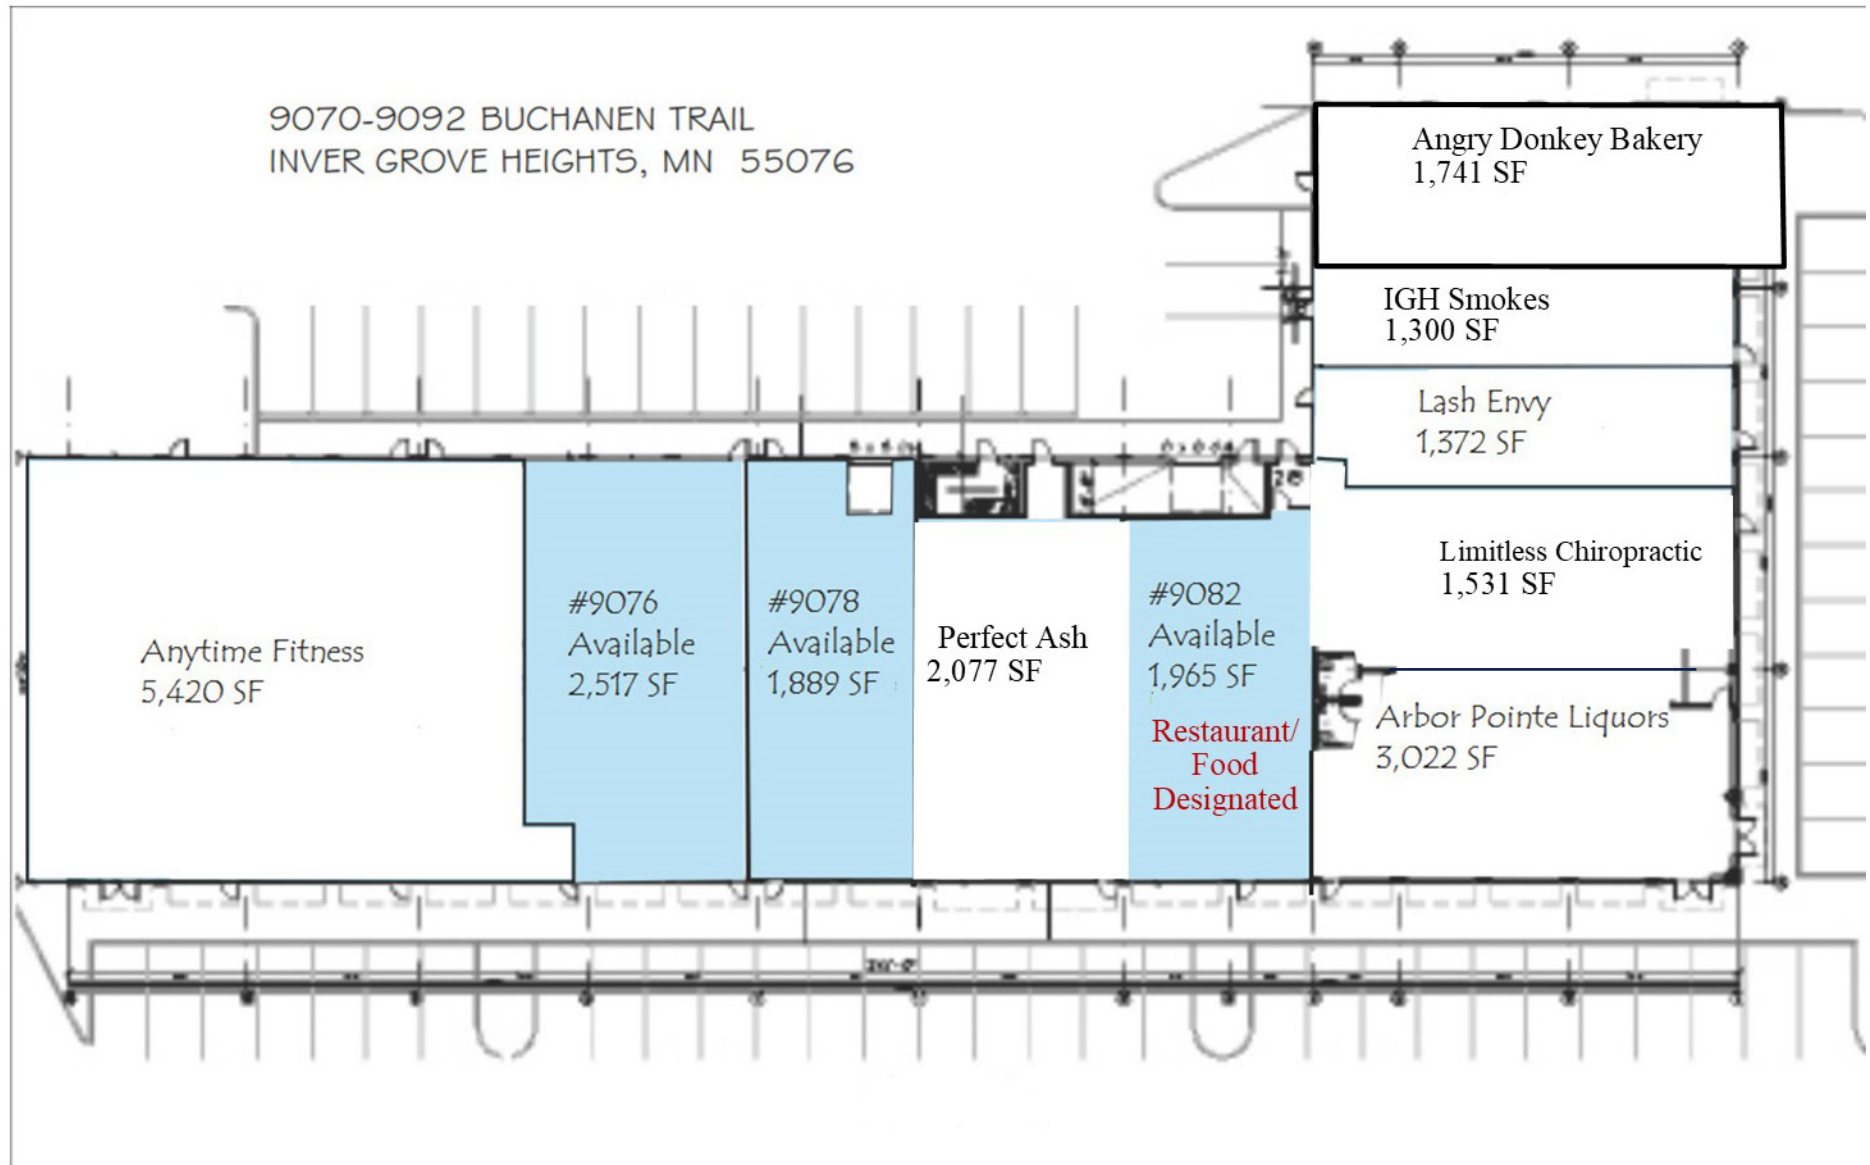 9070-9092 BUCHANEN TRAIL
INVER GROVE HEIGHTS, MN 55076
Angry Donkey Bakery
1,741 SF
IGH Smokes
1,300 SF
Lash Envy
1,372 SF
Limitless Chiropractic
1,531 SF
Arbor Pointe Liquors
3,022 SF
Anytime Fitness
5,420 SF
#9076
Available
2,517 SF
#9078
Available
1,889 SF
Perfect Ash
2,077 SF
#9082
Available
1,965 SF
Restaurant/
Food
Designated